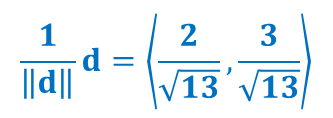 1/‖d‖ d = ⟨2/√13, 3/√13⟩